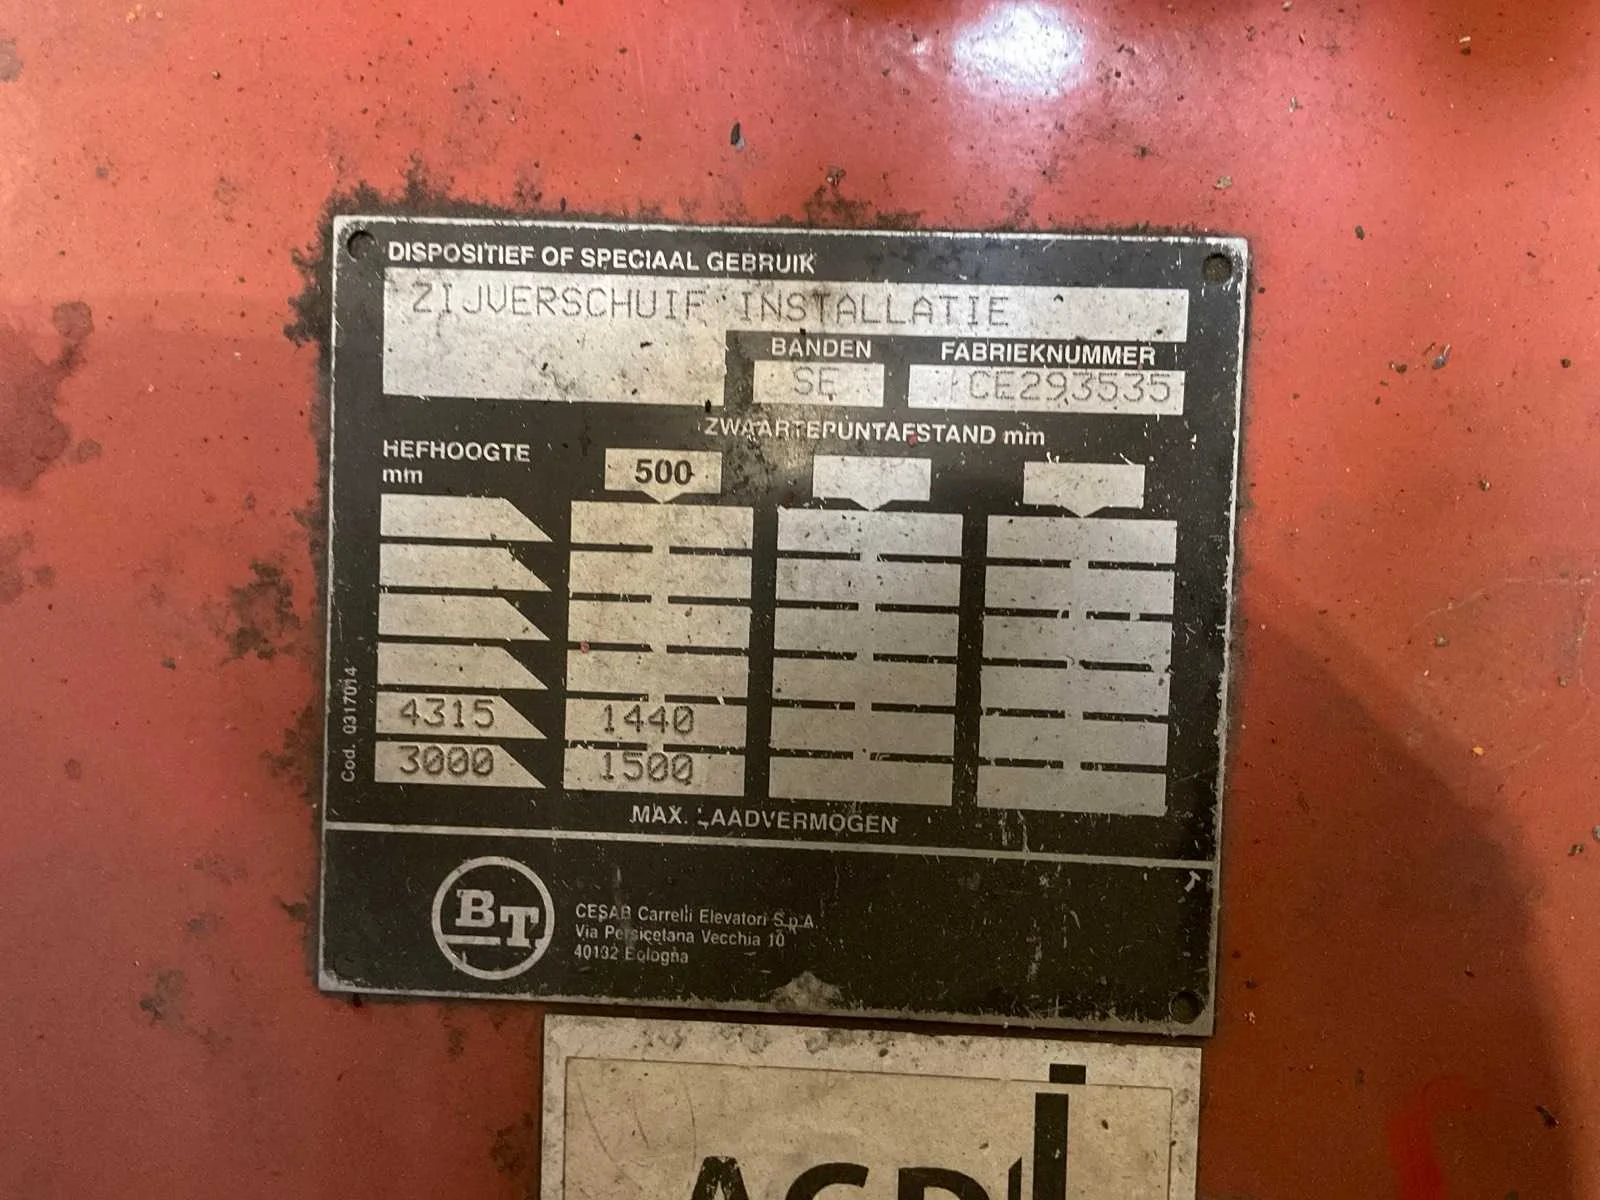 DISPOSITIEF OF SPECIAAL GEBRUIK
ZIJVERSCHUIF INSTALLATIE
BANDEN FABRIEKNUMMER
SE CE293535
ZWAARTEPUNTAFSTAND mm
HEFHOOGTE
mm
500
4315 1440
3000 1500
MAX. LAADVERMOGEN
Cod. 0317014
BT
CESAB Carrelli Elevatori S.p.A.
Via Persicetana Vecchia 10
40132 Bologna